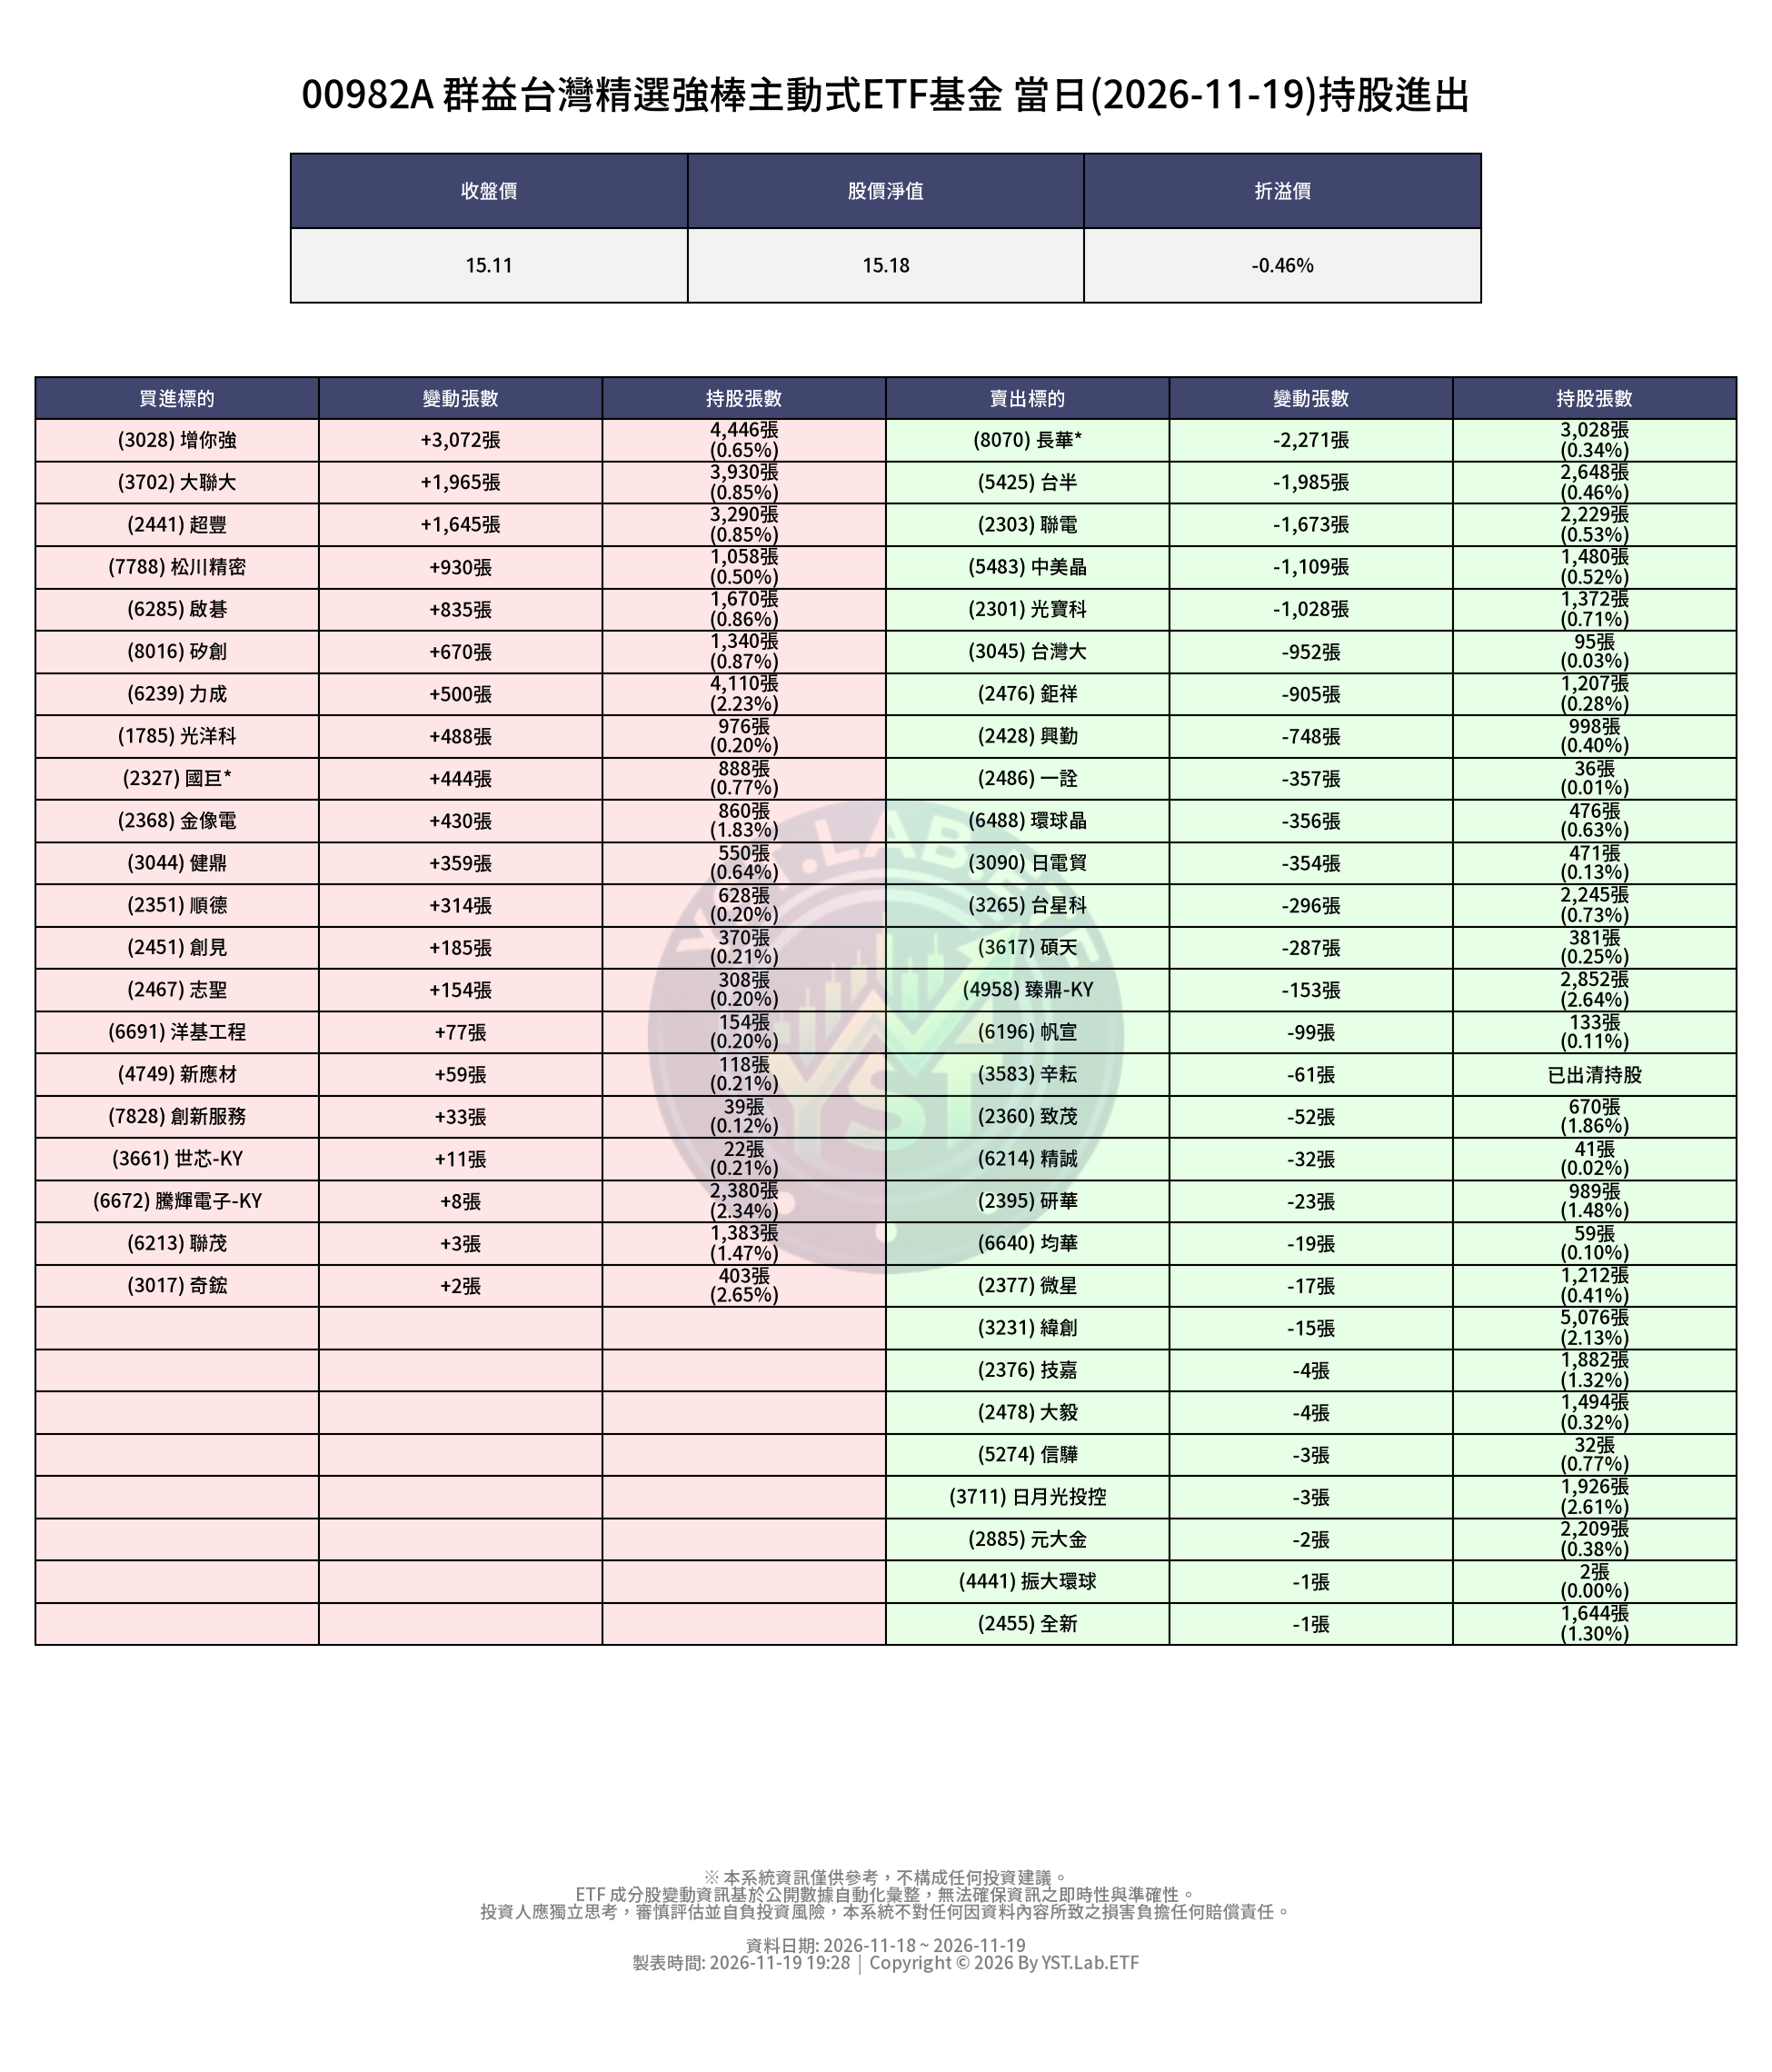 00982A 群益台灣精選強棒主動式ETF基金 當日(2026-11-19)持股進出
收盤價 股價淨值 折溢價
15.11 15.18 -0.46%
買進標的 變動張數 持股張數 賣出標的 變動張數 持股張數
(3028) 增你強 +3,072張 4,446張 (0.65%) (8070) 長華* -2,271張 3,028張 (0.34%)
(3702) 大聯大 +1,965張 3,930張 (0.85%) (5425) 台半 -1,985張 2,648張 (0.46%)
(2441) 超豐 +1,645張 3,290張 (0.85%) (2303) 聯電 -1,673張 2,229張 (0.53%)
(7788) 松川精密 +930張 1,058張 (0.50%) (5483) 中美晶 -1,109張 1,480張 (0.52%)
(6285) 啟碁 +835張 1,670張 (0.86%) (2301) 光寶科 -1,028張 1,372張 (0.71%)
(8016) 矽創 +670張 1,340張 (0.87%) (3045) 台灣大 -952張 95張 (0.03%)
(6239) 力成 +500張 4,110張 (2.23%) (2476) 鉅祥 -905張 1,207張 (0.28%)
(1785) 光洋科 +488張 976張 (0.20%) (2428) 興勤 -748張 998張 (0.40%)
(2327) 國巨* +444張 888張 (0.77%) (2486) 一詮 -357張 36張 (0.01%)
(2368) 金像電 +430張 860張 (1.83%) (6488) 環球晶 -356張 476張 (0.63%)
(3044) 健鼎 +359張 550張 (0.64%) (3090) 日電貿 -354張 471張 (0.13%)
(2351) 順德 +314張 628張 (0.20%) (3265) 台星科 -296張 2,245張 (0.73%)
(2451) 創見 +185張 370張 (0.21%) (3617) 碩天 -287張 381張 (0.25%)
(2467) 志聖 +154張 308張 (0.20%) (4958) 臻鼎-KY -153張 2,852張 (2.64%)
(6691) 洋基工程 +77張 154張 (0.20%) (6196) 帆宣 -99張 133張 (0.11%)
(4749) 新應材 +59張 118張 (0.21%) (3583) 辛耘 -61張 已出清持股
(7828) 創新服務 +33張 39張 (0.12%) (2360) 致茂 -52張 670張 (1.86%)
(3661) 世芯-KY +11張 22張 (0.21%) (6214) 精誠 -32張 41張 (0.02%)
(6672) 騰輝電子-KY +8張 2,380張 (2.34%) (2395) 研華 -23張 989張 (1.48%)
(6213) 聯茂 +3張 1,383張 (1.47%) (6640) 均華 -19張 59張 (0.10%)
(3017) 奇鋐 +2張 403張 (2.65%) (2377) 微星 -17張 1,212張 (0.41%)
(3231) 緯創 -15張 5,076張 (2.13%)
(2376) 技嘉 -4張 1,882張 (1.32%)
(2478) 大毅 -4張 1,494張 (0.32%)
(5274) 信驊 -3張 32張 (0.77%)
(3711) 日月光投控 -3張 1,926張 (2.61%)
(2885) 元大金 -2張 2,209張 (0.38%)
(4441) 振大環球 -1張 2張 (0.00%)
(2455) 全新 -1張 1,644張 (1.30%)
YST
※ 本系統資訊僅供參考，不構成任何投資建議。
ETF 成分股變動資訊基於公開數據自動化彙整，無法確保資訊之即時性與準確性。
投資人應獨立思考，審慎評估並自負投資風險，本系統不對任何因資料內容所致之損害負擔任何賠償責任。
資料日期: 2026-11-18 ~ 2026-11-19
製表時間: 2026-11-19 19:28 | Copyright © 2026 By YST.Lab.ETF